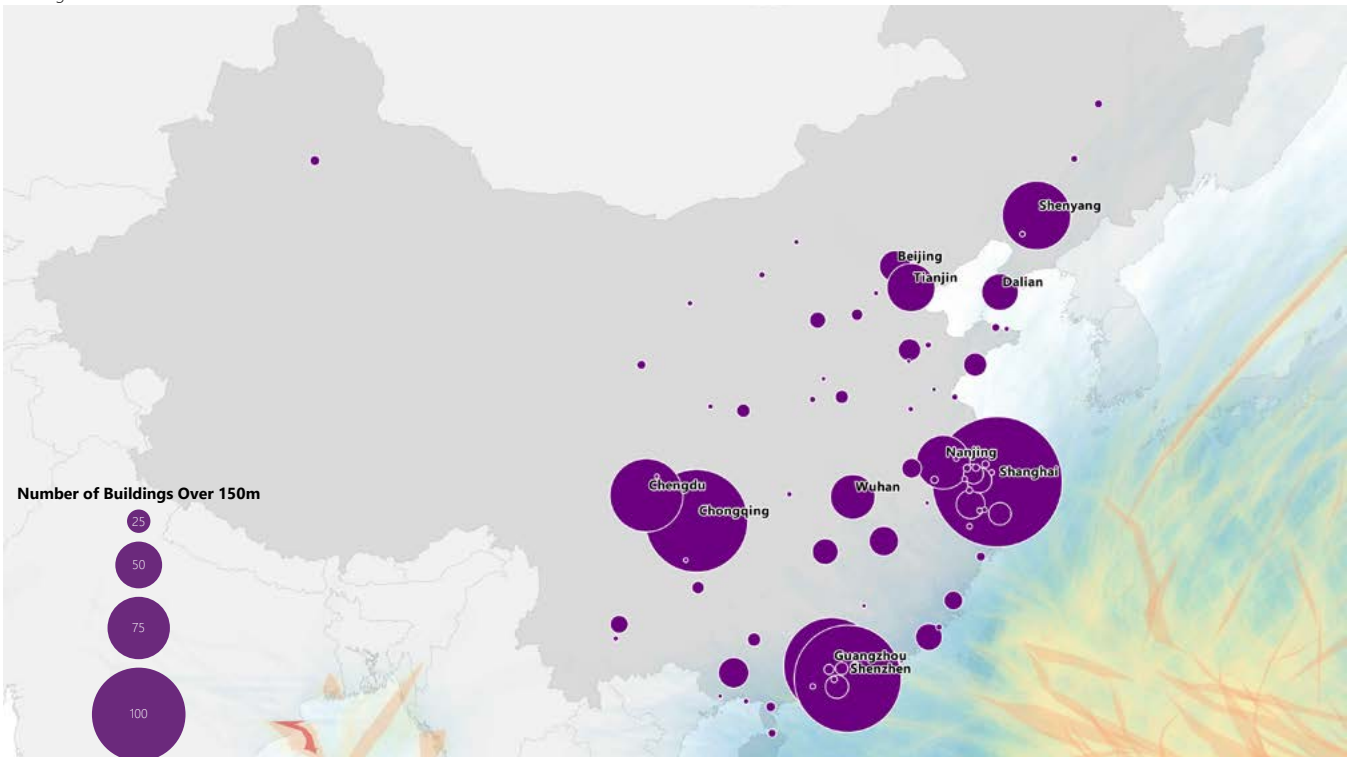 Shenyang
Beijing
Tianjin
Dalian
Nanjing
Shanghai
Chengdu
Wuhan
Chongqing
Number of Buildings Over 150m
25
50
75
100
Guangzhou
Shenzhen